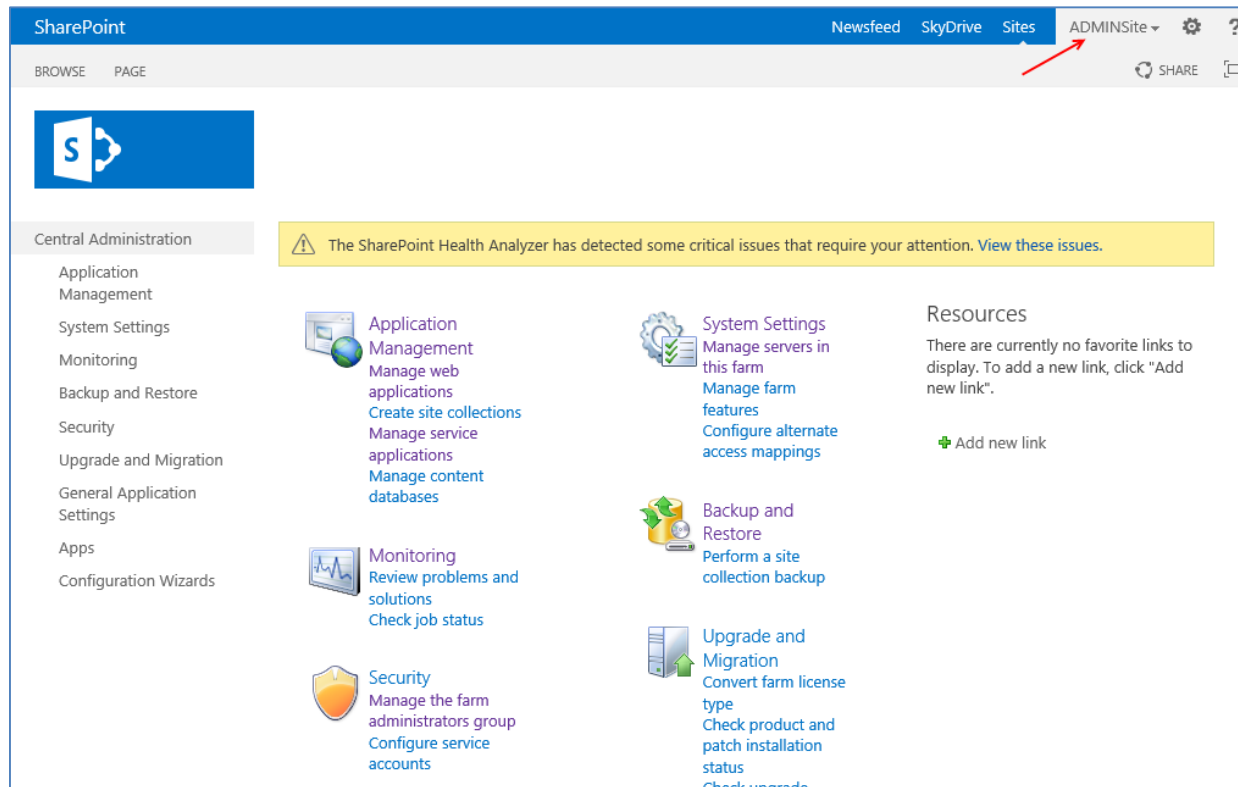 SharePoint
Newsfeed SkyDrive Sites ADMINSite ?
BROWSE PAGE
SHARE
S
Central Administration
Application
Management
System Settings
Monitoring
Backup and Restore
Security
Upgrade and Migration
General Application
Settings
Apps
Configuration Wizards
The SharePoint Health Analyzer has detected some critical issues that require your attention. View these issues.
Application
Management
Manage web
applications
Create site collections
Manage service
applications
Manage content
databases
Monitoring
Review problems and
solutions
Check job status
Security
Manage the farm
administrators group
Configure service
accounts
System Settings
Manage servers in
this farm
Manage farm
features
Configure alternate
access mappings
Backup and
Restore
Perform a site
collection backup
Upgrade and
Migration
Convert farm license
type
Check product and
patch installation
status
Check upgrade
Resources
There are currently no favorite links to
display. To add a new link, click "Add
new link".
Add new link